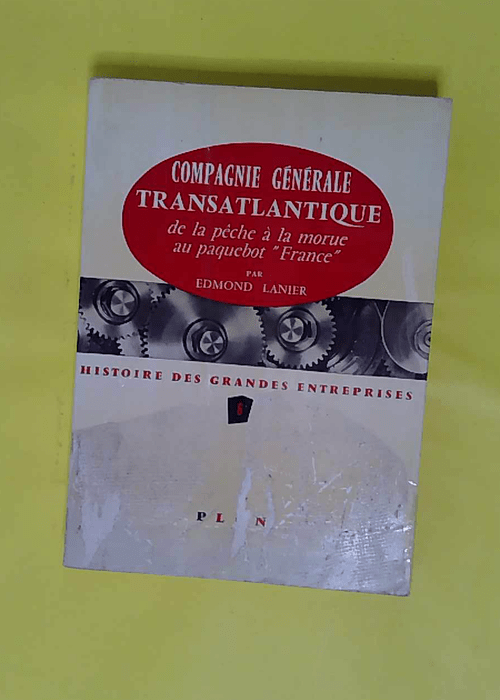 COMPAGNIE GÉNÉRALE
TRANSATLANTIQUE
de la pêche à la morue
au paquebot "France"
PAR
EDMOND LANIER
HISTOIRE DES GRANDES ENTREPRISES
6
PLON